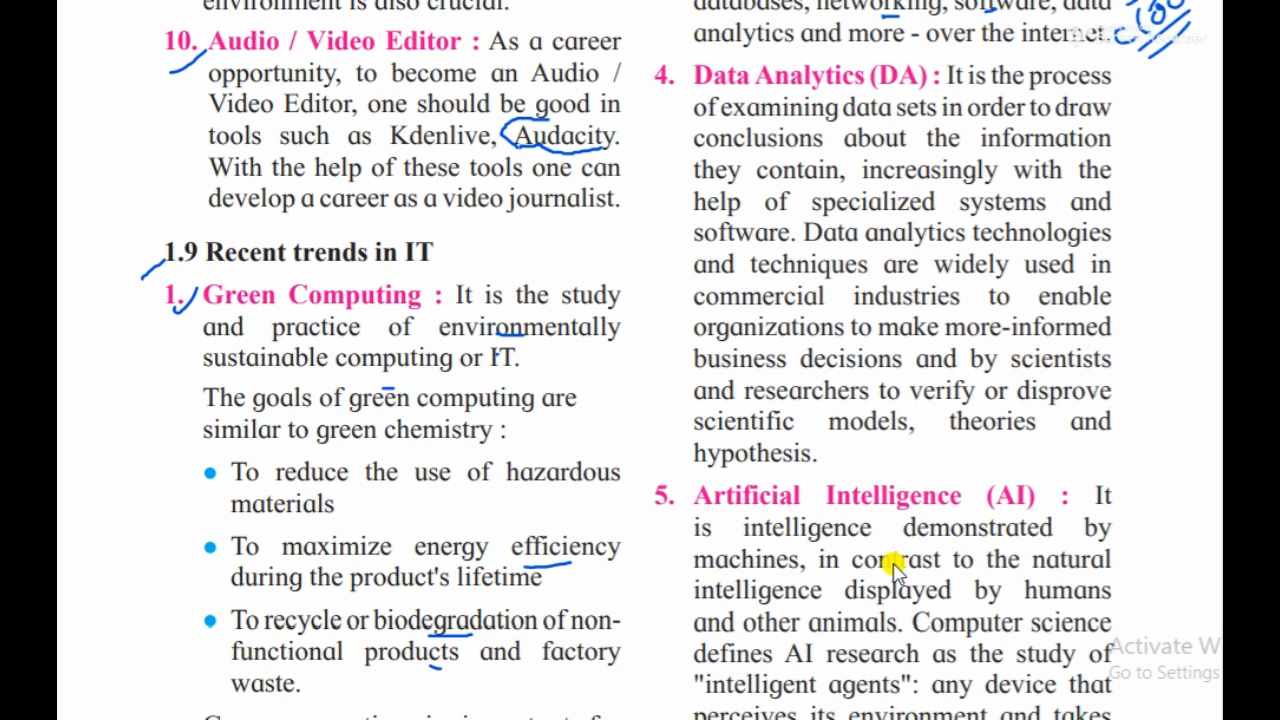 environment is also crucial.
10. Audio / Video Editor : As a career
opportunity, to become an Audio /
Video Editor, one should be good in
tools such as Kdenlive, Audacity.
With the help of these tools one can
develop a career as a video journalist.
1.9 Recent trends in IT
1. Green Computing : It is the study
and practice of environmentally
sustainable computing or IT.
The goals of green computing are
similar to green chemistry :
• To reduce the use of hazardous
materials
• To maximize energy efficiency
during the product's lifetime
• To recycle or biodegradation of non-
functional products and factory
waste.
databases, networking, software, data
analytics and more - over the internet.
4. Data Analytics (DA) : It is the process
of examining data sets in order to draw
conclusions about the information
they contain, increasingly with the
help of specialized systems and
software. Data analytics technologies
and techniques are widely used in
commercial industries to enable
organizations to make more-informed
business decisions and by scientists
and researchers to verify or disprove
scientific models, theories and
hypothesis.
5. Artificial Intelligence (AI) : It
is intelligence demonstrated by
machines, in contrast to the natural
intelligence displayed by humans
and other animals. Computer science
defines AI research as the study of
"intelligent agents": any device that
perceives its environment and takes
Activate W
Go to Settings